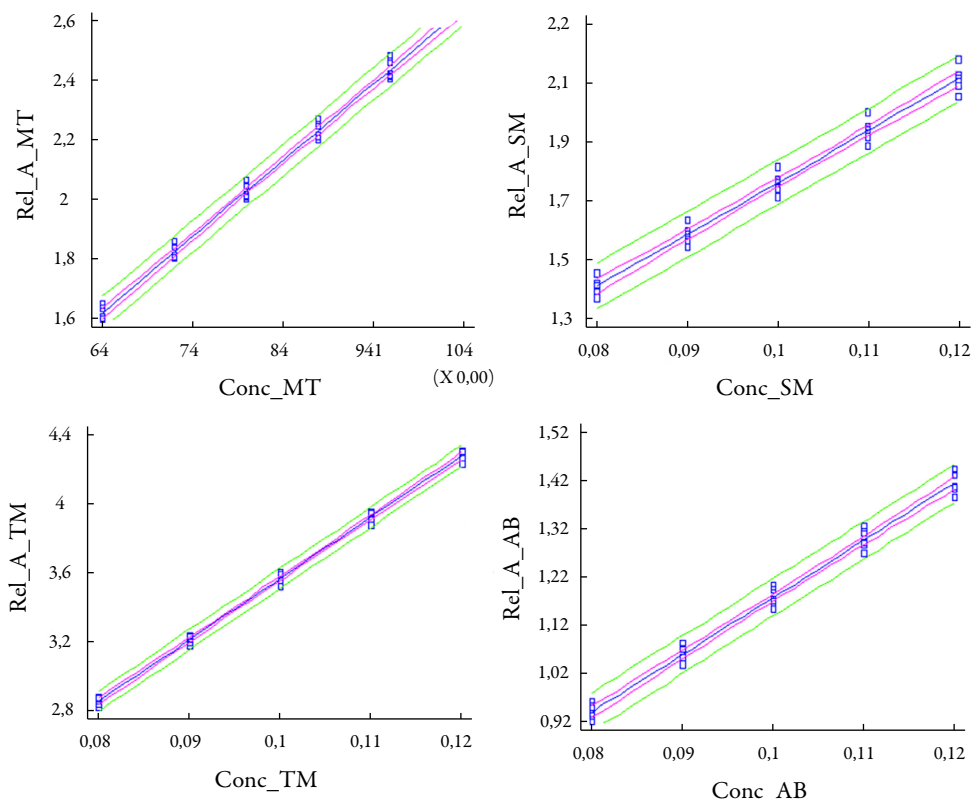 2,6
2,4
2,2
2
1,8
1,6
Rel_A_MT
64 74 84 941 104
(X 0,00)
Conc_MT
2,2
2,1
1,9
1,7
1,5
1,3
Rel_A_SM
0,08 0,09 0,1 0,11 0,12
Conc_SM
4,4
4
3,6
3,2
2,8
Rel_A_TM
0,08 0,09 0,1 0,11 0,12
Conc_TM
1,52
1,42
1,32
1,22
1,12
1,02
0,92
Rel_A_AB
0,08 0,09 0,1 0,11 0,12
Conc AB